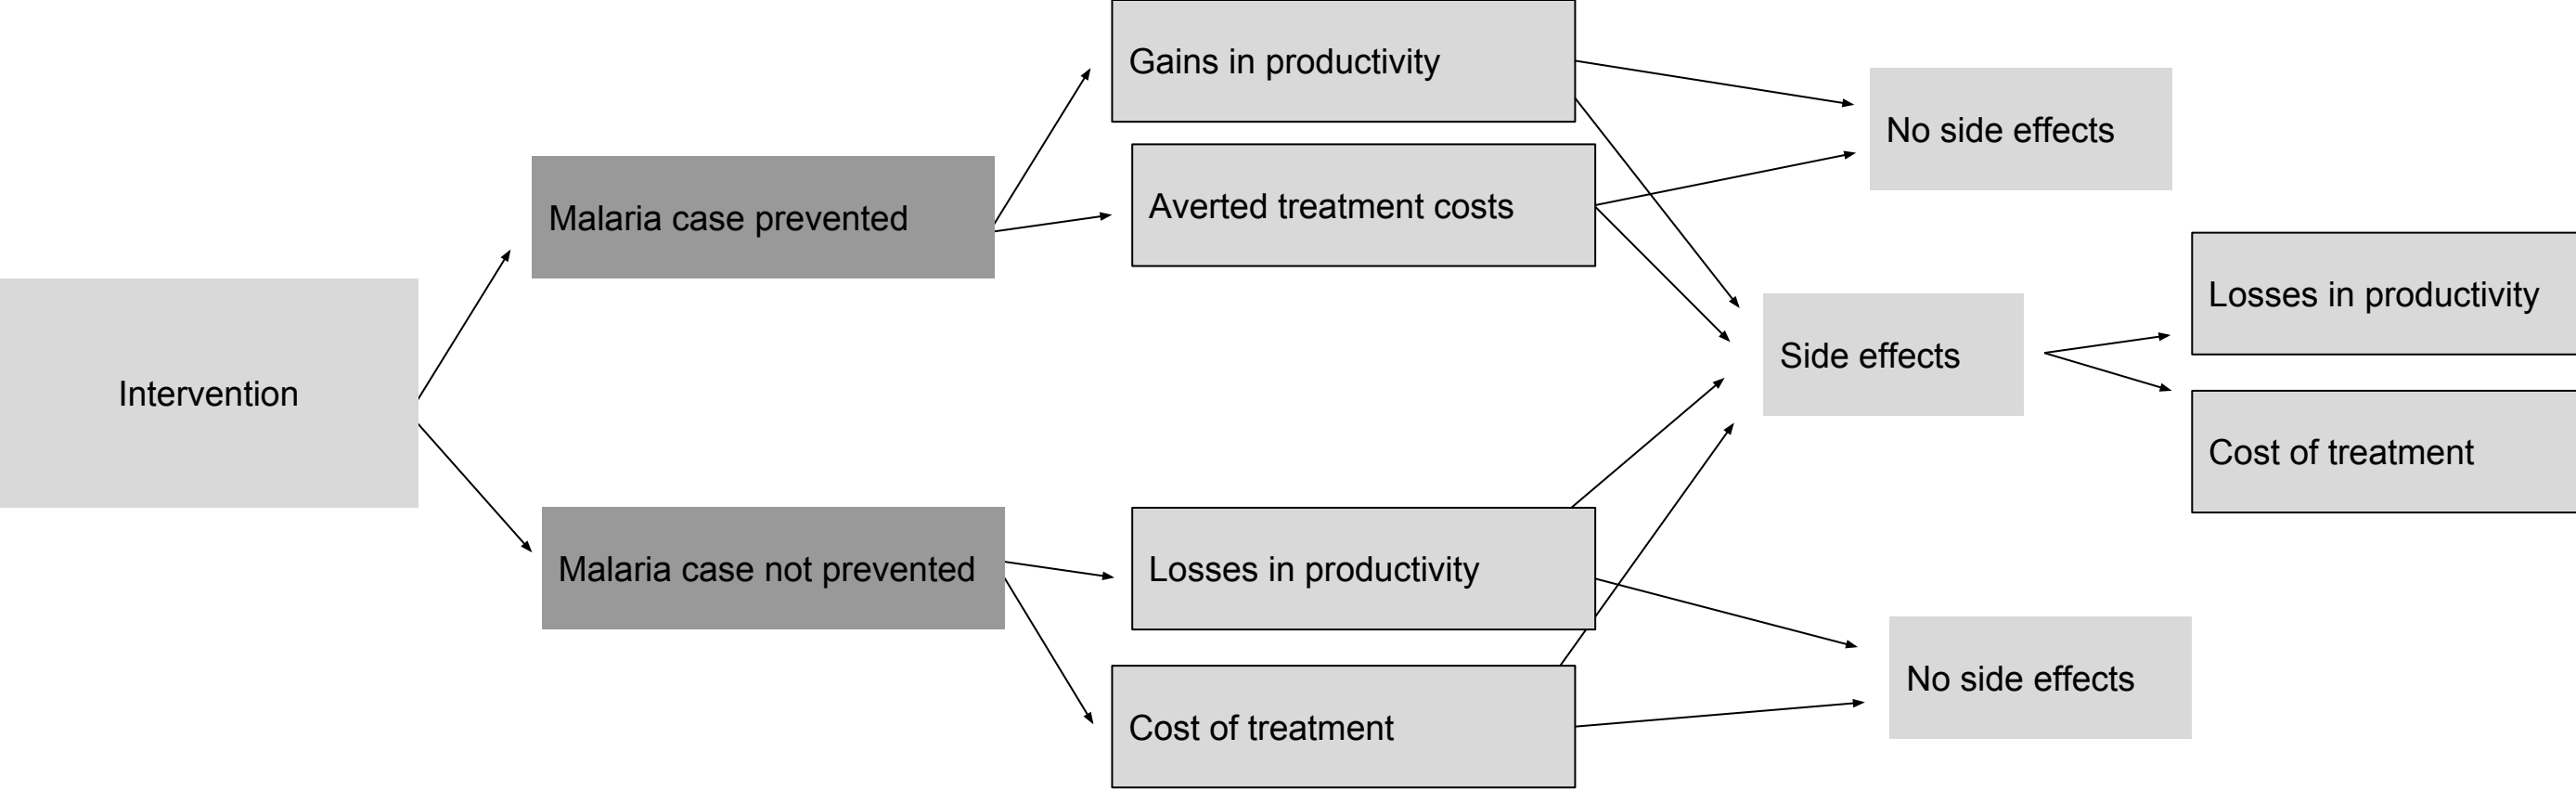 Intervention
Malaria case prevented
Malaria case not prevented
Gains in productivity
Averted treatment costs
Losses in productivity
Cost of treatment
No side effects
Side effects
No side effects
Losses in productivity
Cost of treatment